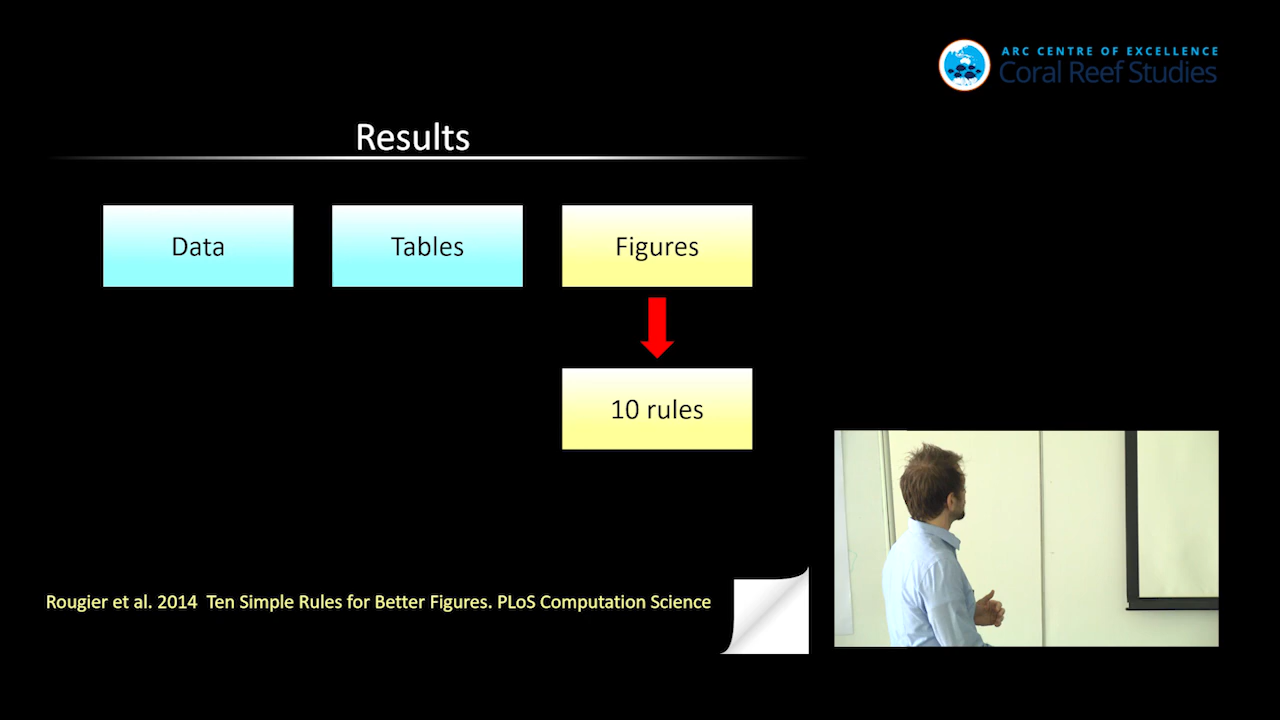 ARC CENTRE OF EXCELLENCE
Coral Reef Studies
Results
Data
Tables
Figures
10 rules
Rougier et al. 2014 Ten Simple Rules for Better Figures. PLoS Computation Science